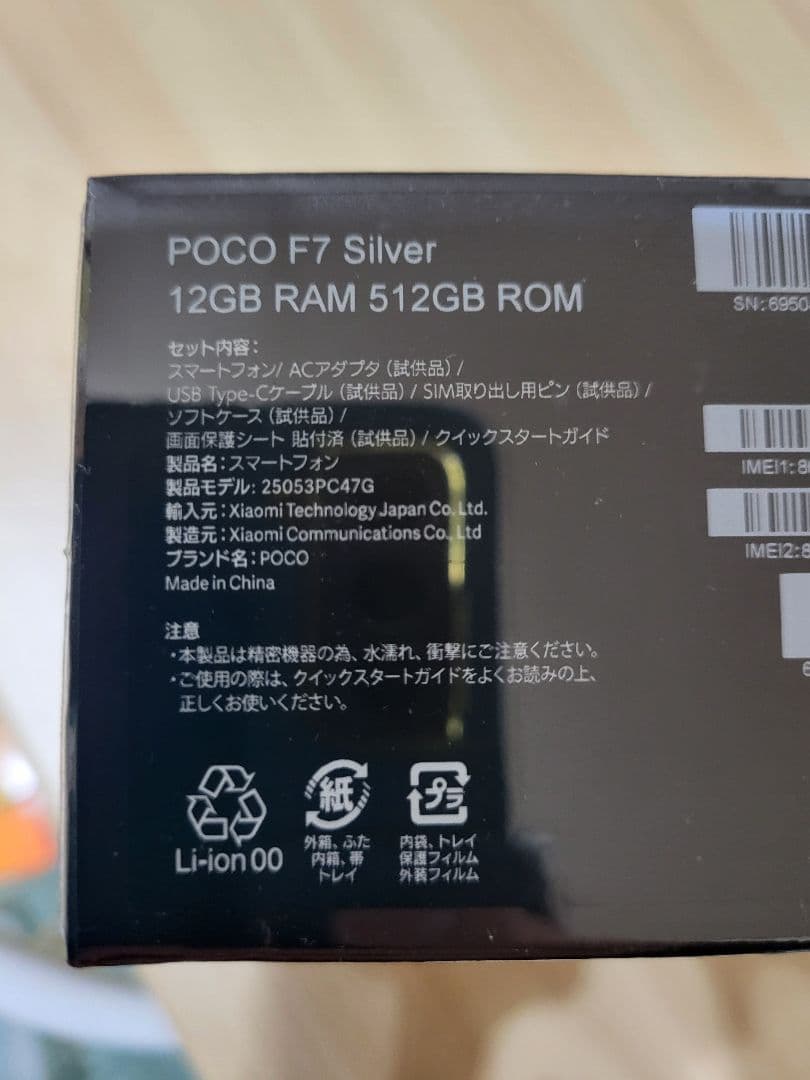 POCO F7 Silver
12GB RAM 512GB ROM
セット内容：
スマートフォン/ ACアダプタ（試供品）/
USB Type-Cケーブル（試供品）/ SIM取り出し用ピン（試供品）/
ソフトケース（試供品）/
画面保護シート 貼付済（試供品）/ クイックスタートガイド
製品名：スマートフォン
製品モデル: 25053PC47G
輸入元：Xiaomi Technology Japan Co. Ltd.
製造元：Xiaomi Communications Co., Ltd
ブランド名：POCO
Made in China
注意
・本製品は精密機器の為、水濡れ、衝撃にご注意ください。
・ご使用の際は、クイックスタートガイドをよくお読みの上、
正しくお使いください。
Li-ion 00
紙
外箱、ふた
内箱、帯
トレイ
プラ
内袋、トレイ
保護フィルム
外装フィルム
SN: 6950
IMEI1: 8
IMEI2: 8
6